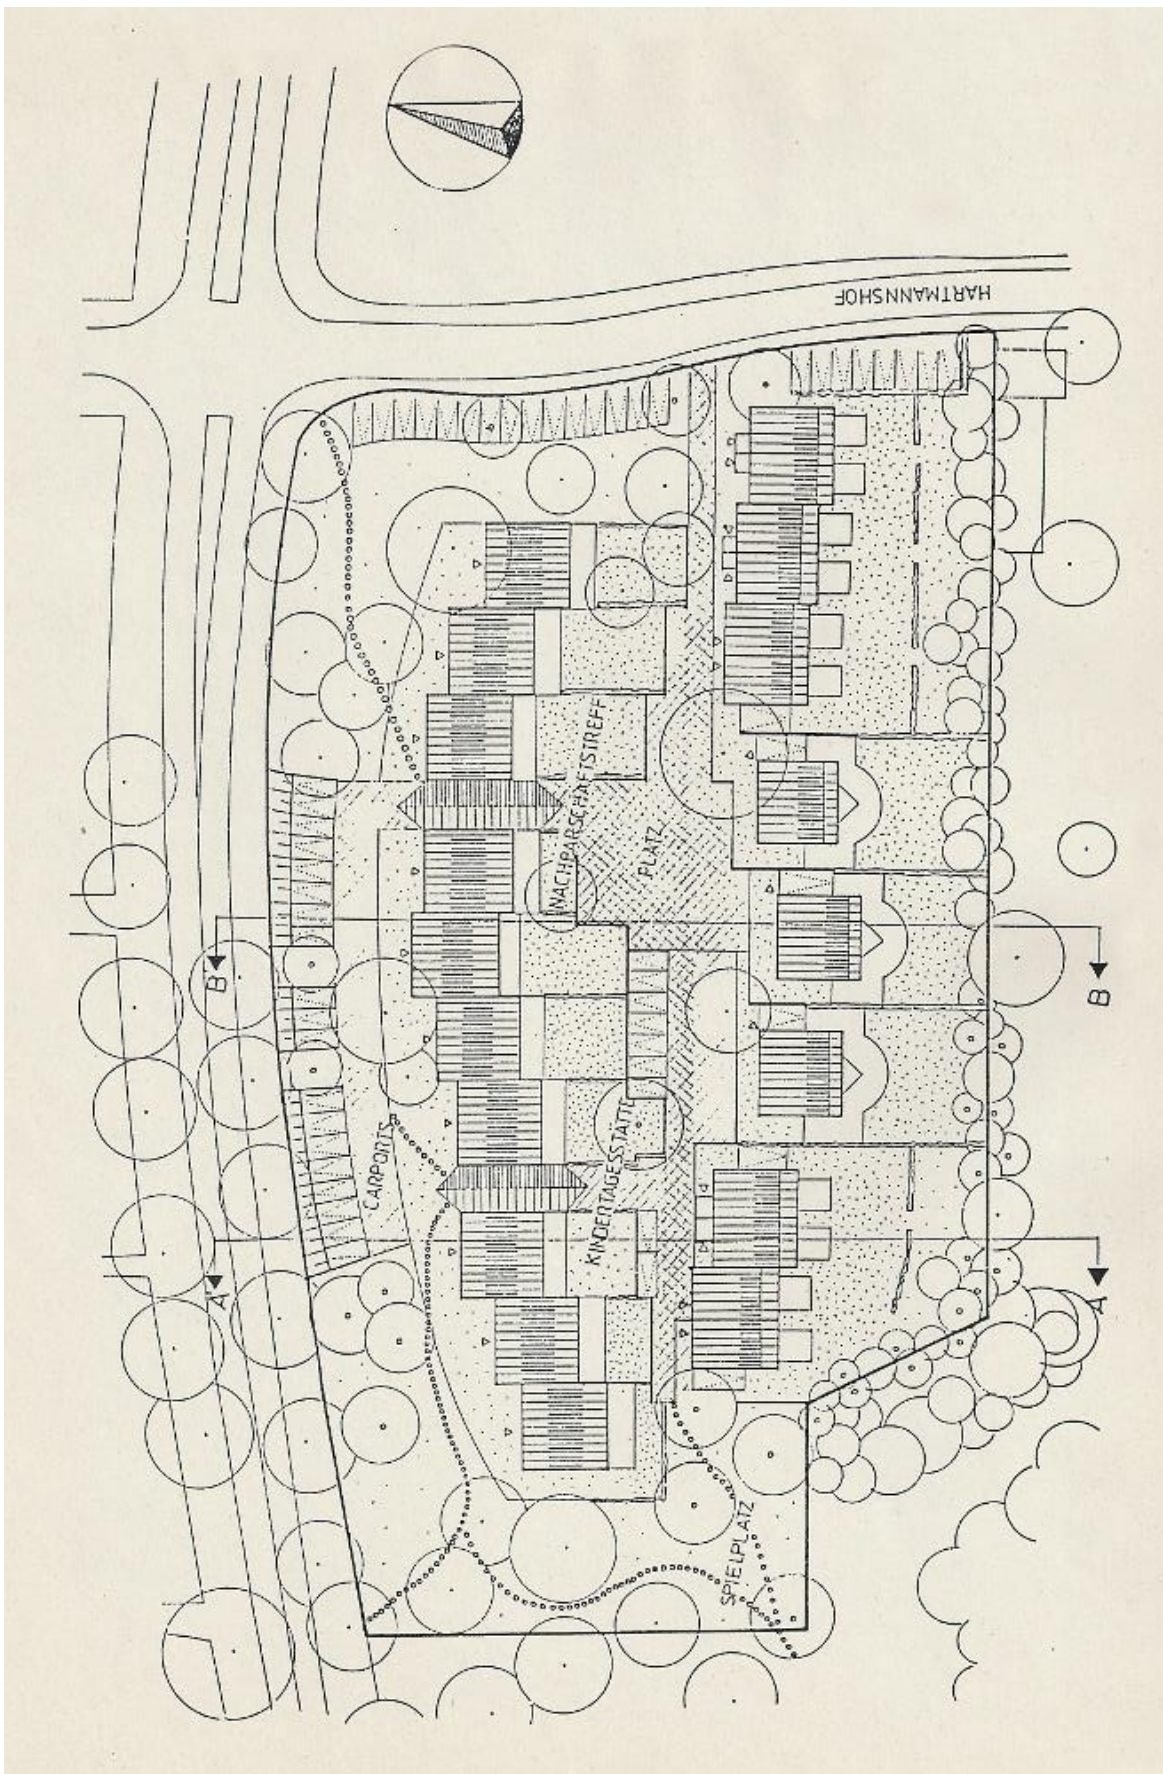 HARTMANNSHOF
NACHBARSCHAFTSTREFF
PLATZ
B
B
CARPORTS
KINDERTAGESSTÄTTE
A
A
SPIELPLATZ